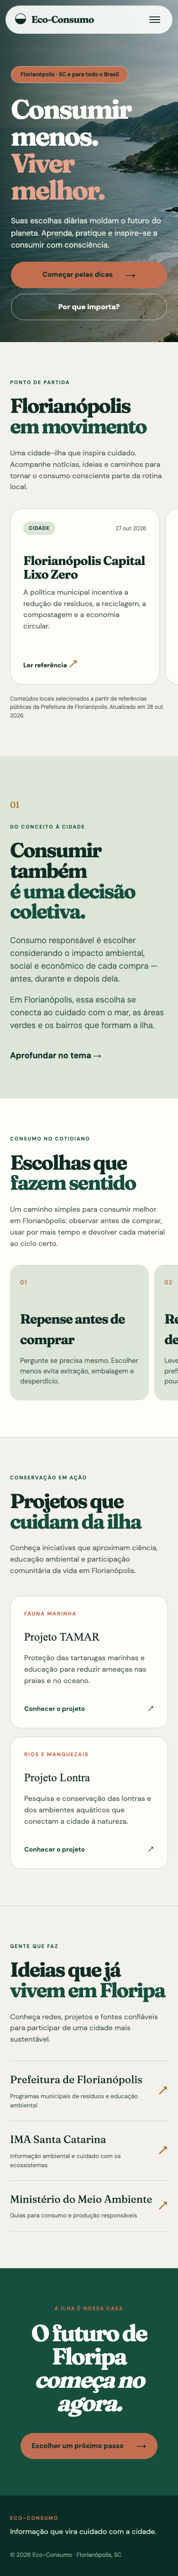 Eco-Consumo
Florianópolis · SC e para todo o Brasil
Consumir
menos.
Viver
melhor.
Suas escolhas diárias moldam o futuro do
planeta. Aprenda, pratique e inspire-se a
consumir com consciência.
Começar pelas dicas →
Por que importa?
PONTO DE PARTIDA
Florianópolis
em movimento
Uma cidade-ilha que inspira cuidado.
Acompanhe notícias, ideias e caminhos para
tornar o consumo consciente parte da rotina
local.
CIDADE
27 out 2026
Florianópolis Capital
Lixo Zero
A política municipal incentiva a
redução de resíduos, a reciclagem, a
compostagem e a economia
circular.
Ler referência ↗
Conteúdos locais selecionados a partir de referências
públicas da Prefeitura de Florianópolis. Atualizado em 28 out
2026.
01
DO CONCEITO À CIDADE
Consumir
também
é uma decisão
coletiva.
Consumo responsável é escolher
considerando o impacto ambiental,
social e econômico de cada compra —
antes, durante e depois dela.
Em Florianópolis, essa escolha se
conecta ao cuidado com o mar, as áreas
verdes e os bairros que formam a ilha.
Aprofundar no tema →
CONSUMO NO COTIDIANO
Escolhas que
fazem sentido
Um caminho simples para consumir melhor
em Florianópolis: observar antes de comprar,
usar por mais tempo e devolver cada material
ao ciclo certo.
01
Repense antes de
comprar
Pergunte se precisa mesmo. Escolher
menos evita extração, embalagem e
desperdício.
02
CONSERVAÇÃO EM AÇÃO
Projetos que
cuidam da ilha
Conheça iniciativas que aproximam ciência,
educação ambiental e participação
comunitária da vida em Florianópolis.
FAUNA MARINHA
Projeto TAMAR
Proteção das tartarugas marinhas e
educação para reduzir ameaças nas
praias e no oceano.
Conhecer o projeto ↗
RIOS E MANGUEZAIS
Projeto Lontra
Pesquisa e conservação das lontras e
dos ambientes aquáticos que
conectam a cidade à natureza.
Conhecer o projeto ↗
GENTE QUE FAZ
Ideias que já
vivem em Floripa
Conheça redes, projetos e fontes confiáveis
para participar de uma cidade mais
sustentável.
Prefeitura de Florianópolis ↗
Programas municipais de resíduos e educação
ambiental
IMA Santa Catarina ↗
Informação ambiental e cuidado com os
ecossistemas
Ministério do Meio Ambiente ↗
Guias para consumo e produção responsáveis
A ILHA É NOSSA CASA
O futuro de
Floripa
começa no
agora.
Escolher um próximo passo →
ECO-CONSUMO
Informação que vira cuidado com a cidade.
© 2026 Eco-Consumo · Florianópolis, SC